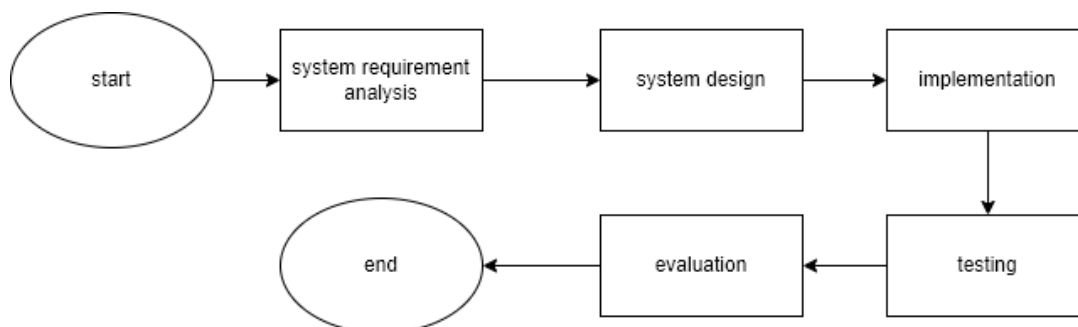 start
system requirement
analysis
system design
implementation
testing
evaluation
end